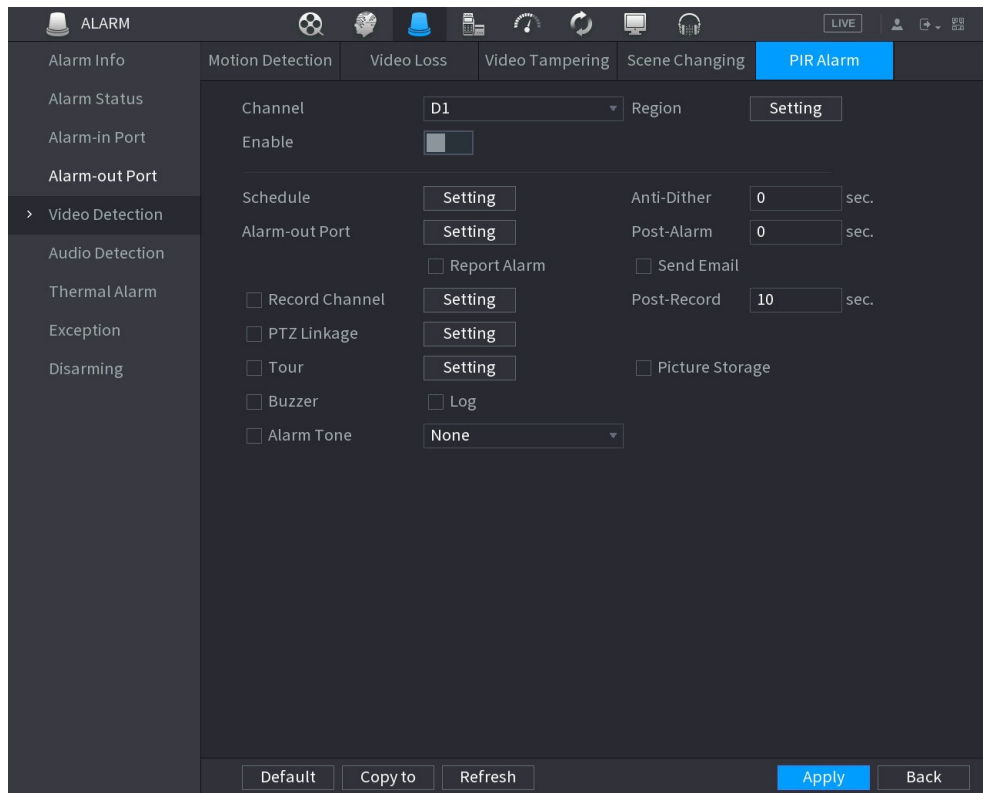 ALARM
LIVE
Alarm Info
Alarm Status
Alarm-in Port
Alarm-out Port
Video Detection
Audio Detection
Thermal Alarm
Exception
Disarming
Motion Detection Video Loss Video Tampering Scene Changing PIR Alarm
Channel D1 Region Setting
Enable
Schedule Setting Anti-Dither 0 sec.
Alarm-out Port Setting Post-Alarm 0 sec.
Report Alarm Send Email
Record Channel Setting Post-Record 10 sec.
PTZ Linkage Setting
Tour Setting Picture Storage
Buzzer Log
Alarm Tone None
Default Copy to Refresh Apply Back